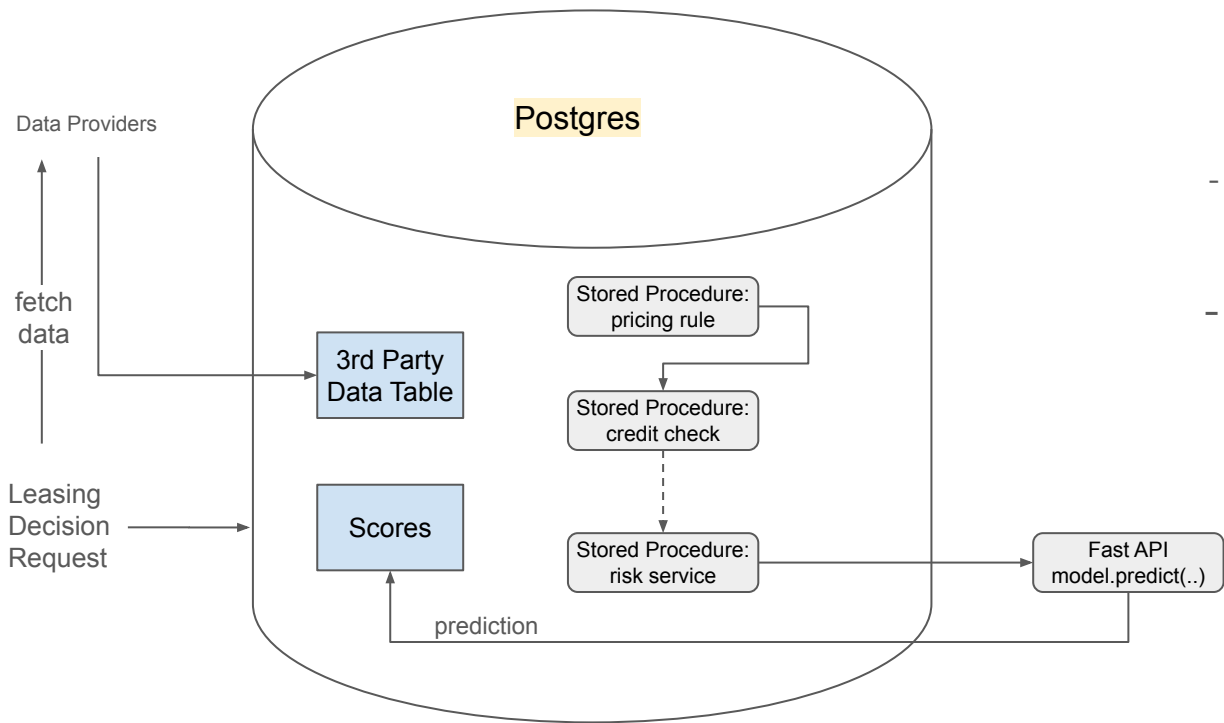 Postgres
Data Providers
fetch
data
3rd Party
Data Table
Stored Procedure:
pricing rule
Stored Procedure:
credit check
Leasing
Decision
Request
Scores
Stored Procedure:
risk service
Fast API
model.predict(..)
prediction
-
-